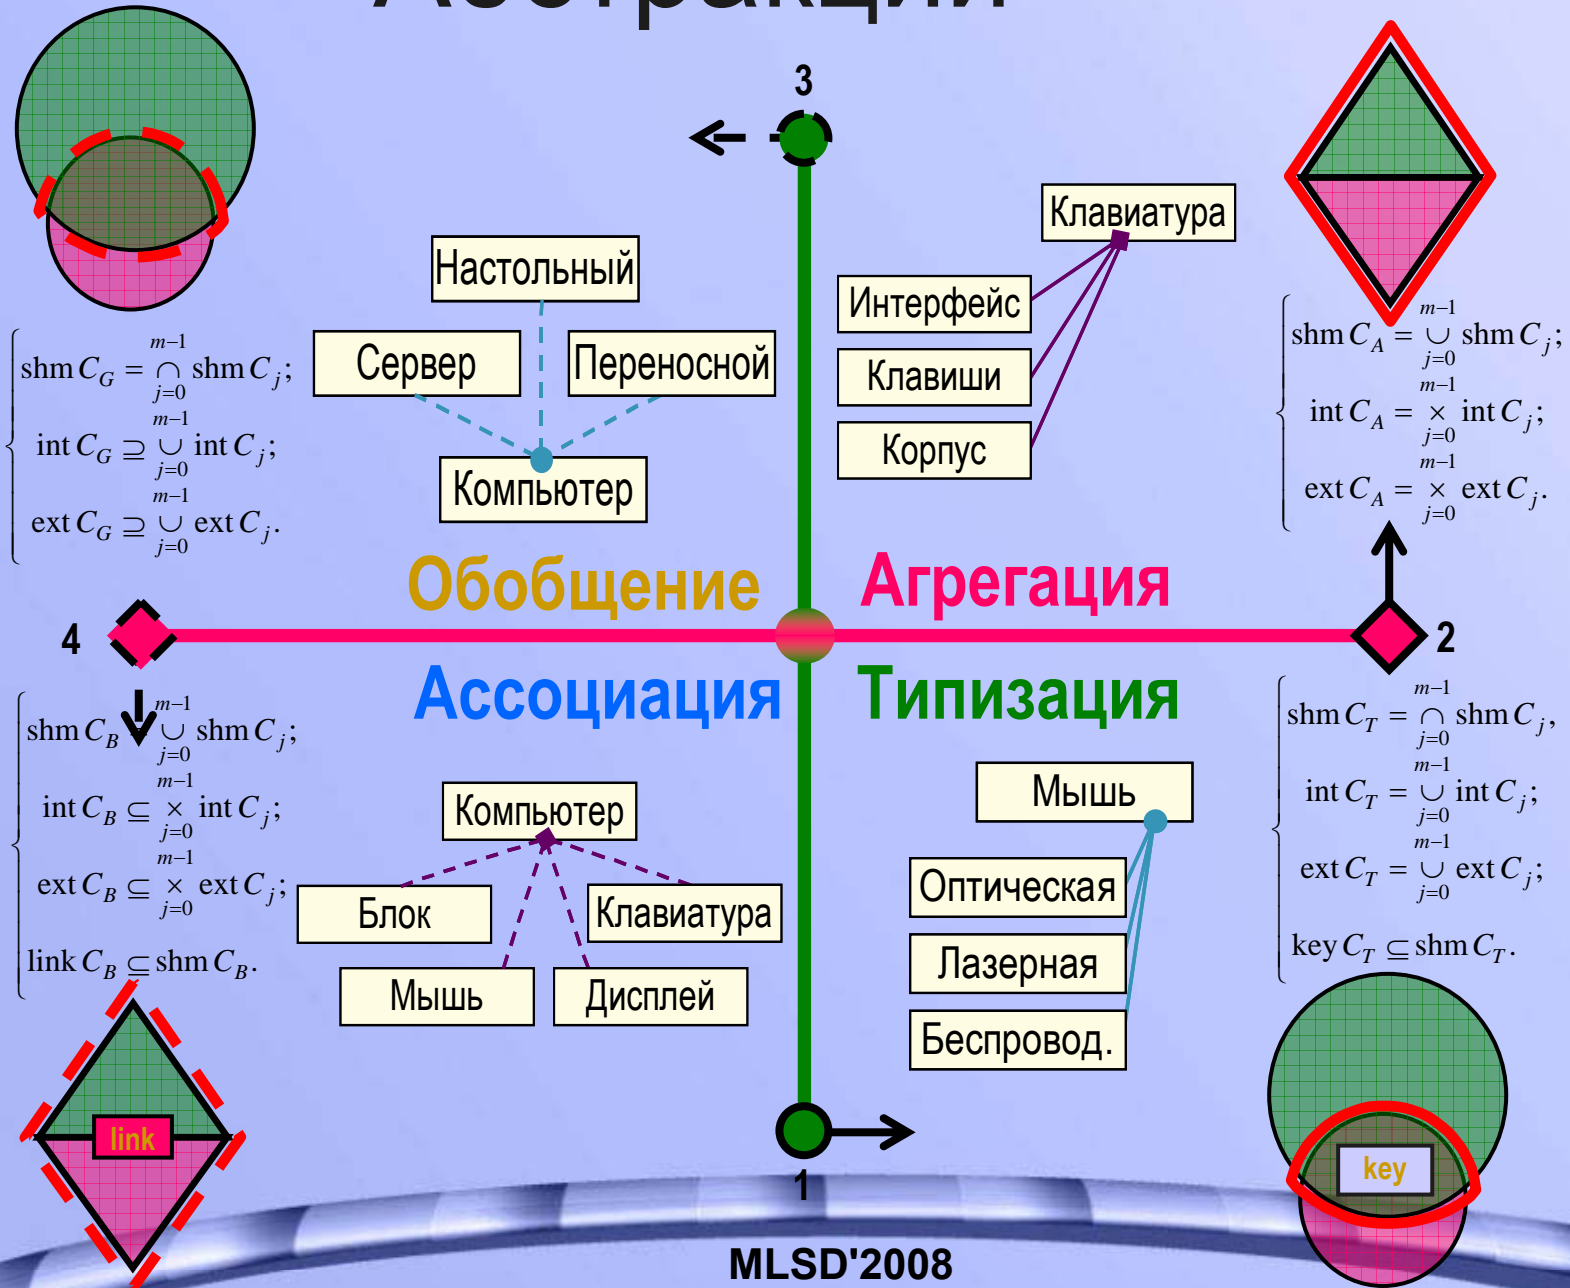 Абстракции
3
Настольный
Сервер
Переносной
Компьютер
shm C_G = ∩_{j=0}^{m−1} shm C_j;
int C_G ⊇ ∪_{j=0}^{m−1} int C_j;
ext C_G ⊇ ∪_{j=0}^{m−1} ext C_j.
Обобщение
Клавиатура
Интерфейс
Клавиши
Корпус
shm C_A = ∪_{j=0}^{m−1} shm C_j;
int C_A = ×_{j=0}^{m−1} int C_j;
ext C_A = ×_{j=0}^{m−1} ext C_j.
Агрегация
4
2
Ассоциация
shm C_B = ∪_{j=0}^{m−1} shm C_j;
int C_B ⊆ ×_{j=0}^{m−1} int C_j;
ext C_B ⊆ ×_{j=0}^{m−1} ext C_j;
link C_B ⊆ shm C_B.
Компьютер
Блок
Клавиатура
Мышь
Дисплей
link
Типизация
Мышь
Оптическая
Лазерная
Беспровод.
shm C_T = ∩_{j=0}^{m−1} shm C_j,
int C_T = ∪_{j=0}^{m−1} int C_j;
ext C_T = ∪_{j=0}^{m−1} ext C_j;
key C_T ⊆ shm C_T.
key
1
MLSD'2008